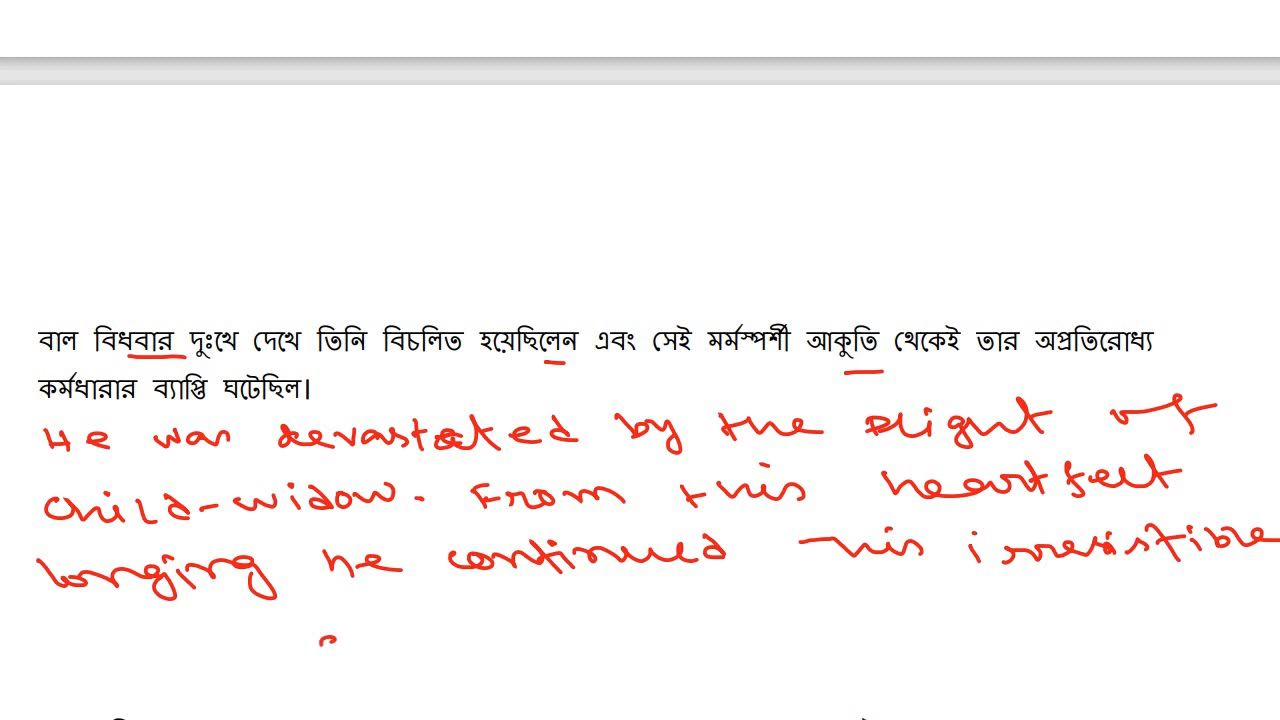 বাল বিধবার দুঃখে দেখে তিনি বিচলিত হয়েছিলেন এবং সেই মর্মস্পর্শী আকুতি থেকেই তার অপ্রতিরোধ্য
কর্মধারার ব্যাপ্তি ঘটেছিল।
He was devastated by the plight of
child-widow. From this heartfelt
longing he continued his irresistible